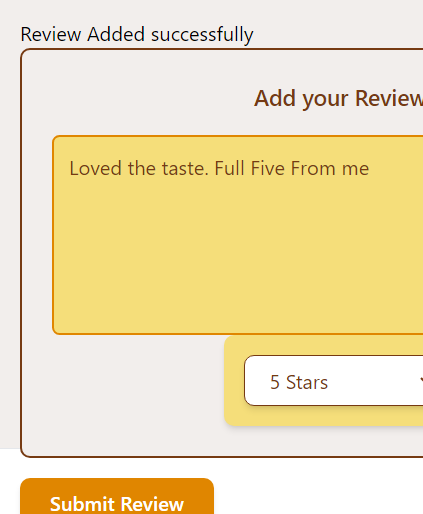 Review Added successfully
Add your Review
Loved the taste. Full Five From me
5 Stars
Submit Review